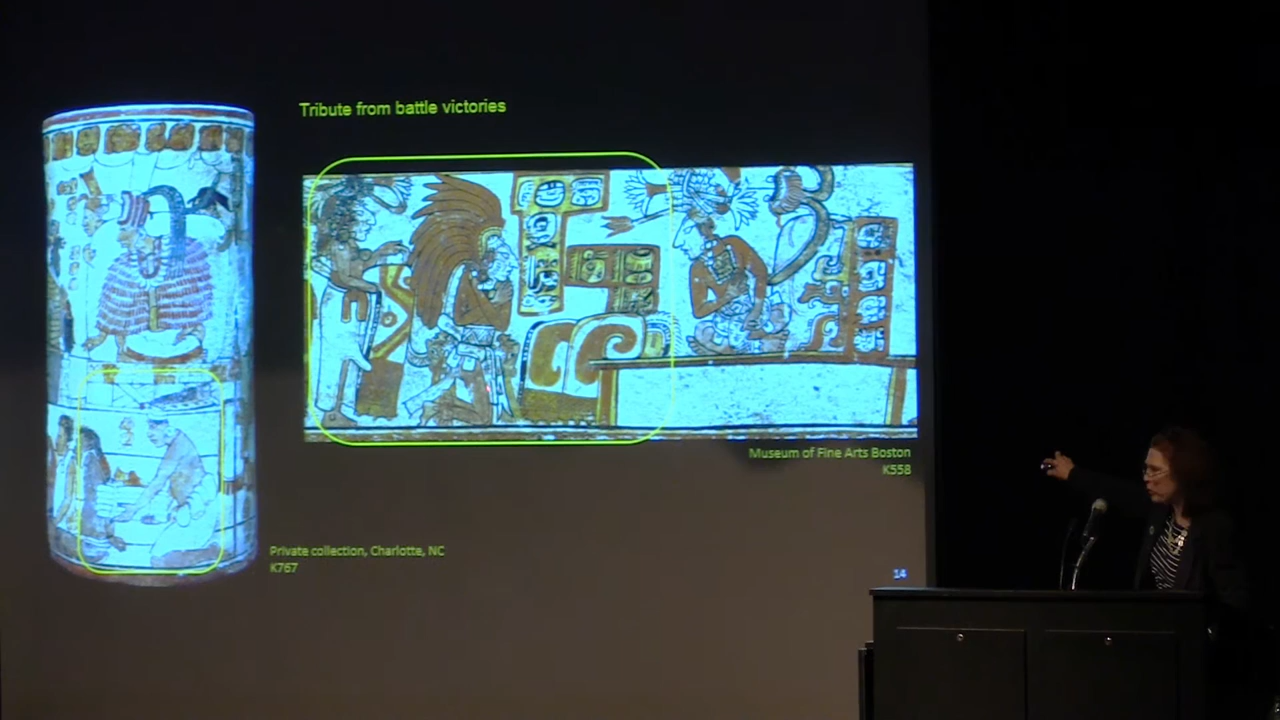 Tribute from battle victories
Museum of Fine Arts Boston
K558
Private collection, Charlotte, NC
K767
14